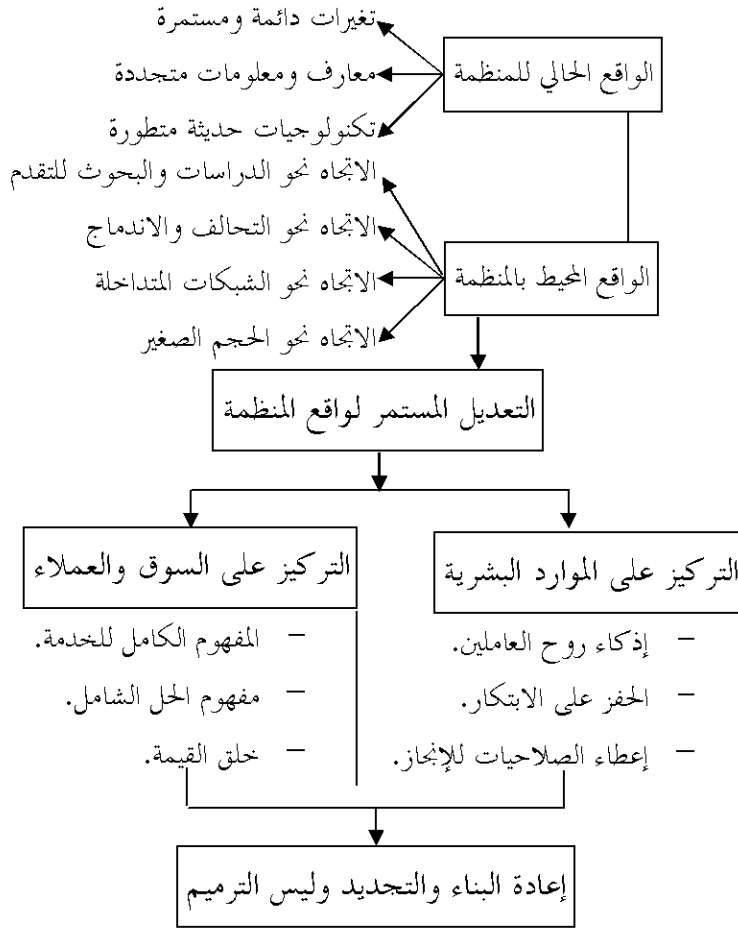 تغيرات دائمة ومستمرة
الواقع الحالي للمنظمة
معارف ومعلومات متجددة
تكنولوجيات حديثة متطورة
الاتجاه نحو الدراسات والبحوث للتقدم
الاتجاه نحو التحالف والاندماج
الواقع المحيط بالمنظمة
الاتجاه نحو الشبكات المتداخلة
الاتجاه نحو الحجم الصغير
التعديل المستمر لواقع المنظمة
التركيز على الموارد البشرية
– إذكاء روح العاملين.
– الحفز على الابتكار.
– إعطاء الصلاحيات للإنجاز.
التركيز على السوق والعملاء
– المفهوم الكامل للخدمة.
– مفهوم الحل الشامل.
– خلق القيمة.
إعادة البناء والتجديد وليس الترميم